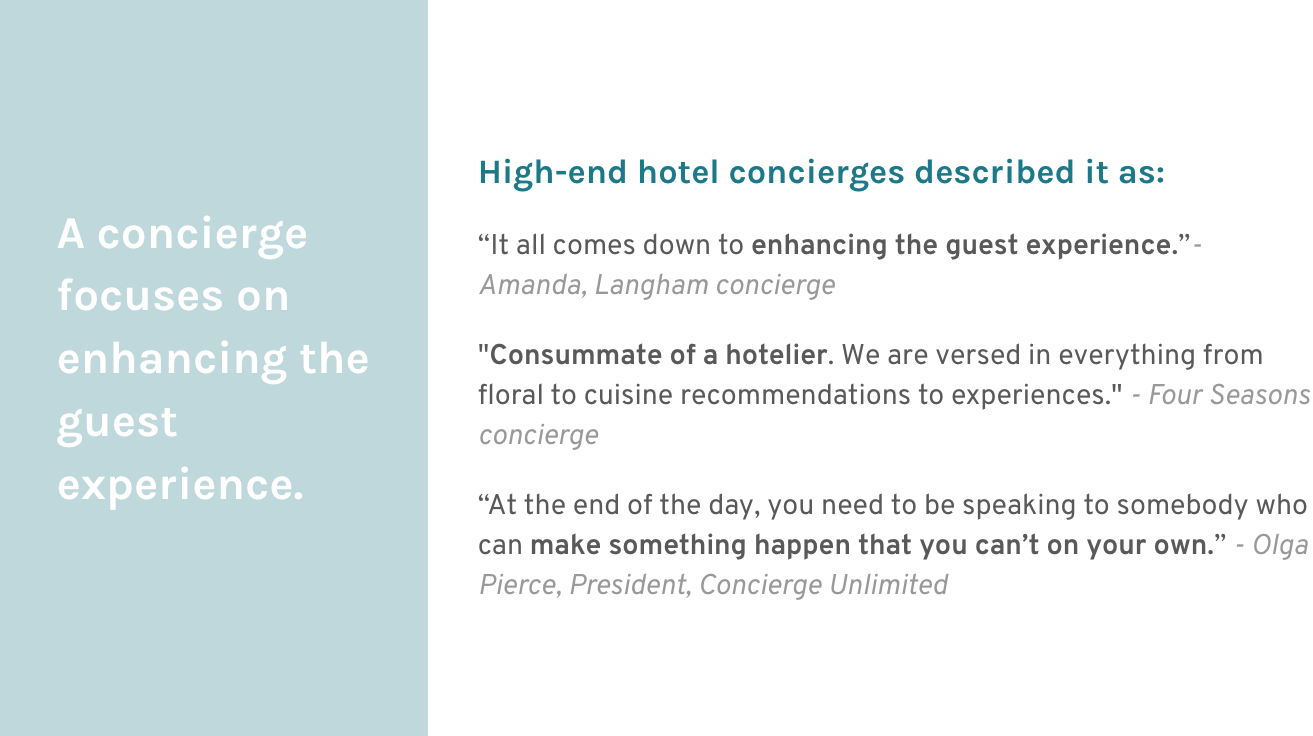 A concierge
focuses on
enhancing the
guest
experience.
High-end hotel concierges described it as:
“It all comes down to enhancing the guest experience.”-
Amanda, Langham concierge
"Consummate of a hotelier. We are versed in everything from
floral to cuisine recommendations to experiences." - Four Seasons
concierge
“At the end of the day, you need to be speaking to somebody who
can make something happen that you can’t on your own.” - Olga
Pierce, President, Concierge Unlimited